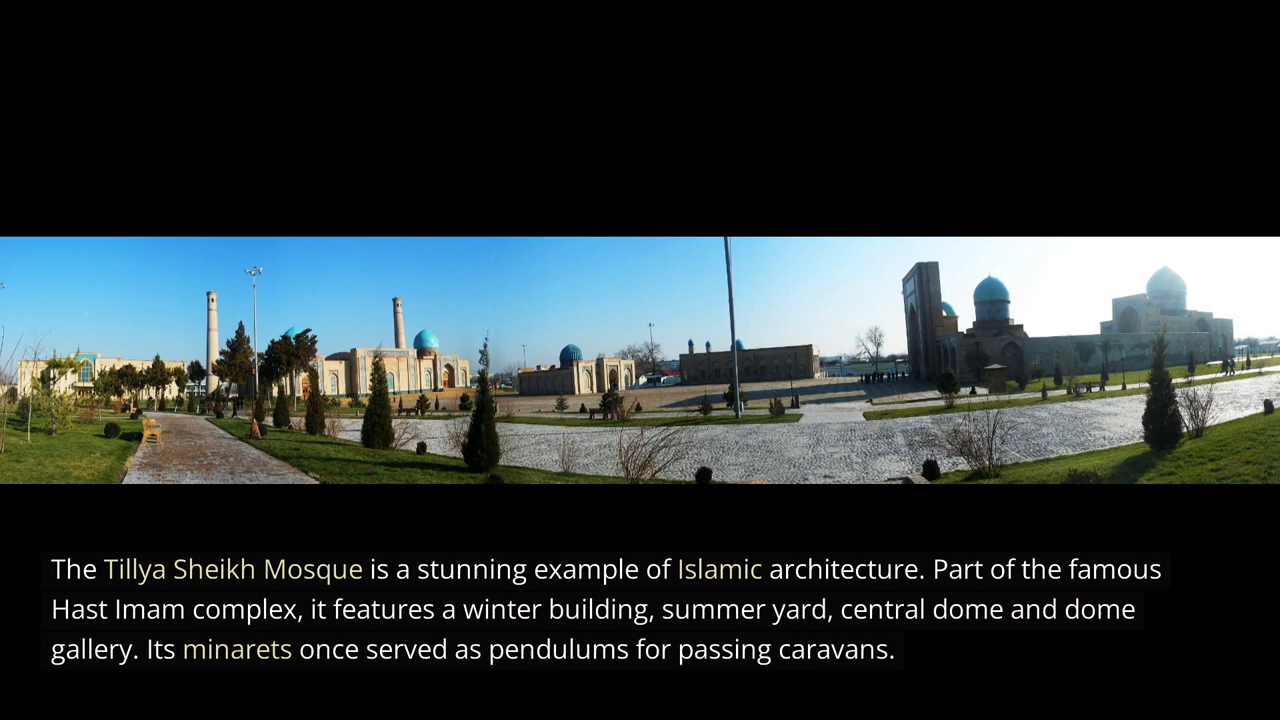 The Tillya Sheikh Mosque is a stunning example of Islamic architecture. Part of the famous
Hast Imam complex, it features a winter building, summer yard, central dome and dome
gallery. Its minarets once served as pendulums for passing caravans.